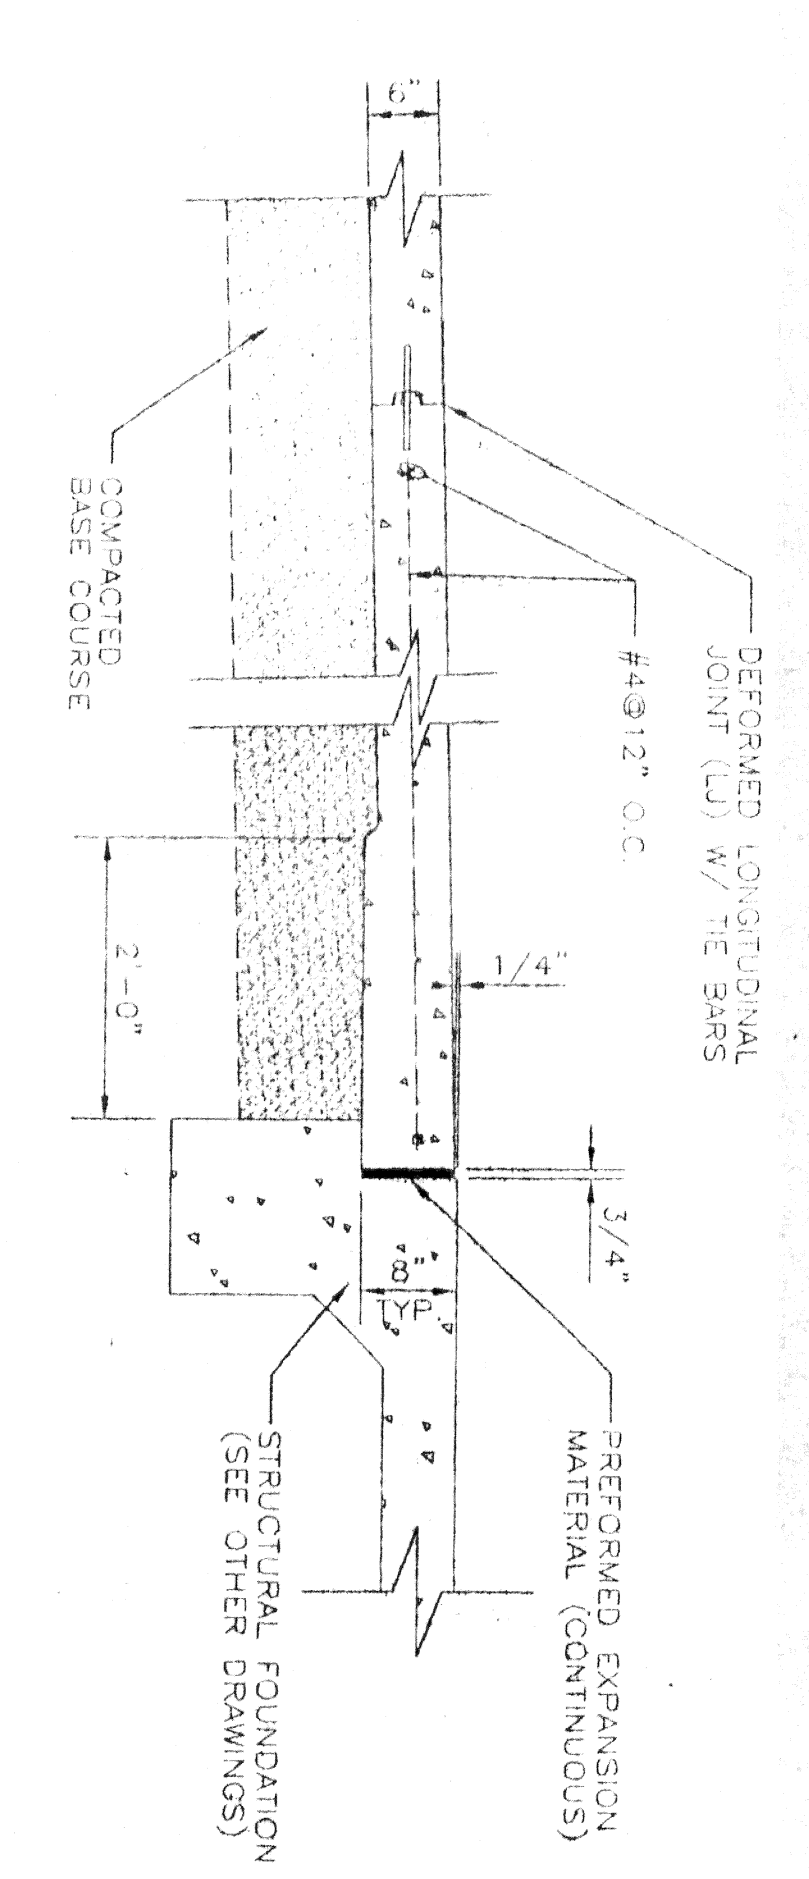 DEFORMED LONGITUDINAL
JOINT (LJ) W/ TIE BARS
#4@12" O.C.
PREFORMED EXPANSION
MATERIAL (CONTINUOUS)
1/4"
3/4"
6"
8"
TYP.
2'-0"
COMPACTED
BASE COURSE
STRUCTURAL FOUNDATION
(SEE OTHER DRAWINGS)